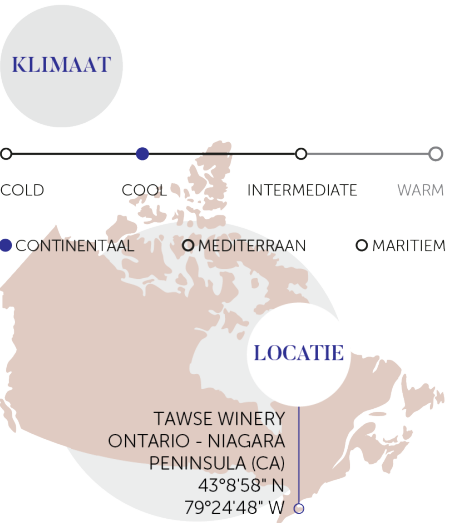 KLIMAAT
COLD COOL INTERMEDIATE WARM
CONTINENTAAL MEDITERRAAN MARITIEM
LOCATIE
TAWSE WINERY
ONTARIO - NIAGARA
PENINSULA (CA)
43°8'58" N
79°24'48" W